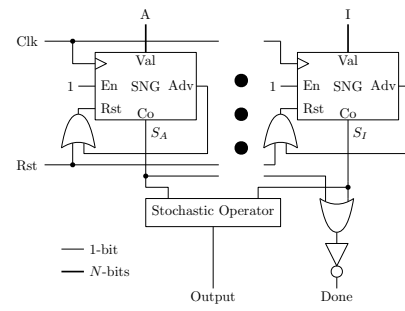 A I
Clk
Val Val
1 En SNG Adv 1 En SNG Adv
Rst Rst
Co Co
S_A S_I
Rst
Stochastic Operator
1-bit
N-bits
Output Done